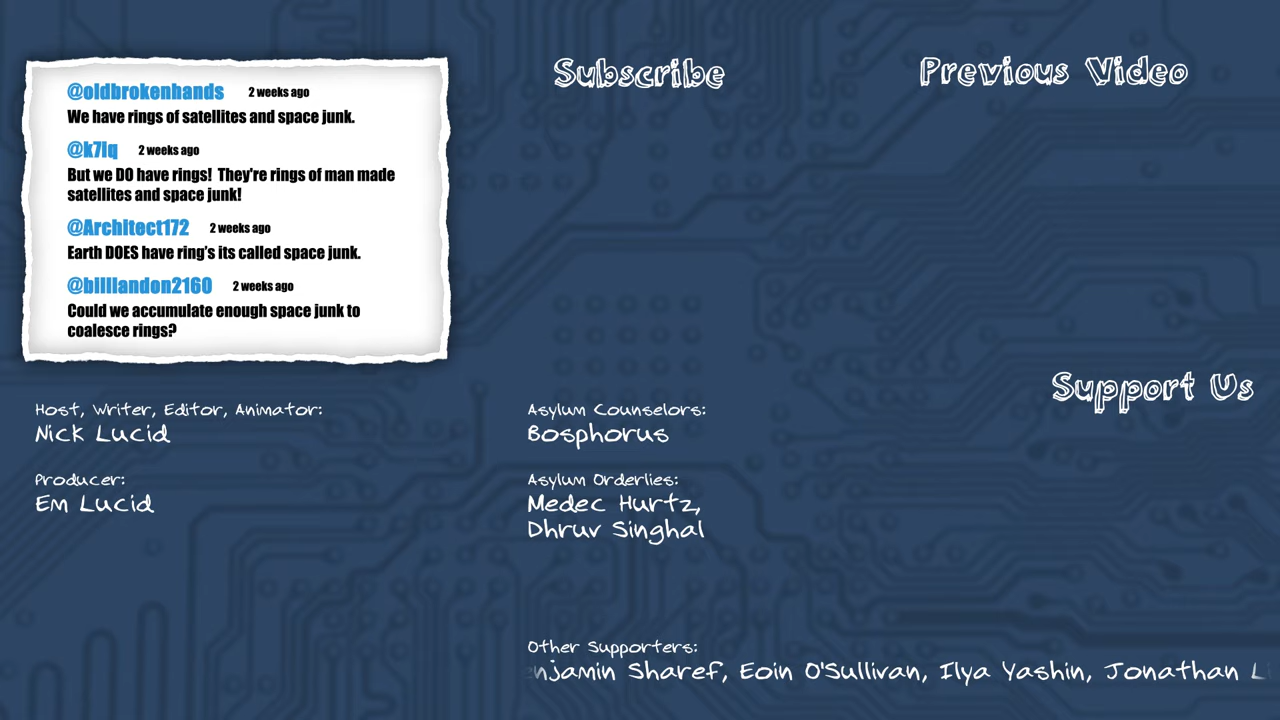 @oldbrokenhands 2 weeks ago
We have rings of satellites and space junk.
@k7iq 2 weeks ago
But we DO have rings! They're rings of man made
satellites and space junk!
@Architect172 2 weeks ago
Earth DOES have ring's its called space junk.
@billlandon2160 2 weeks ago
Could we accumulate enough space junk to
coalesce rings?
Subscribe
Previous Video
Support Us
Host, Writer, Editor, Animator:
Nick Lucid
Producer:
Em Lucid
Asylum Counselors:
Bosphorus
Asylum Orderlies:
Medec Hurtz,
Dhruv Singhal
Other Supporters:
njamin Sharef, Eoin O'Sullivan, Ilya Yashin, Jonathan